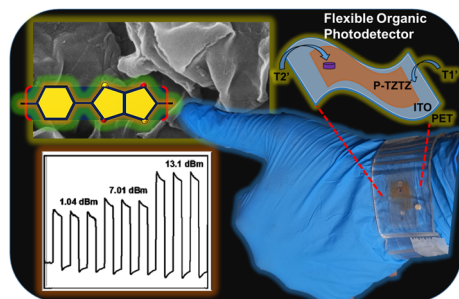 Flexible Organic
Photodetector
T2'
T1'
P-TZTZ
ITO
PET
13.1 dBm
7.01 dBm
1.04 dBm